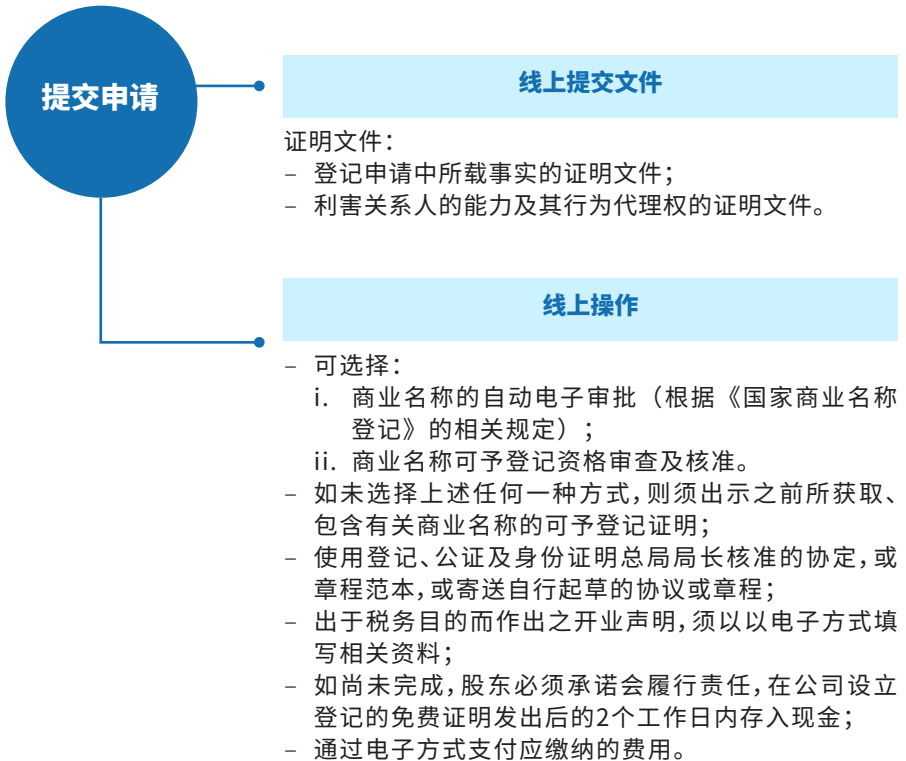 提交申请
线上提交文件
证明文件：
– 登记申请中所载事实的证明文件；
– 利害关系人的能力及其行为代理权的证明文件。
线上操作
– 可选择：
i. 商业名称的自动电子审批（根据《国家商业名称
登记》的相关规定）；
ii. 商业名称可予登记资格审查及核准。
– 如未选择上述任何一种方式，则须出示之前所获取、
包含有关商业名称的可予登记证明；
– 使用登记、公证及身份证明总局局长核准的协定，或
章程范本，或寄送自行起草的协议或章程；
– 出于税务目的而作出之开业声明，须以以电子方式填
写相关资料；
– 如尚未完成，股东必须承诺会履行责任，在公司设立
登记的免费证明发出后的2个工作日内存入现金；
– 通过电子方式支付应缴纳的费用。